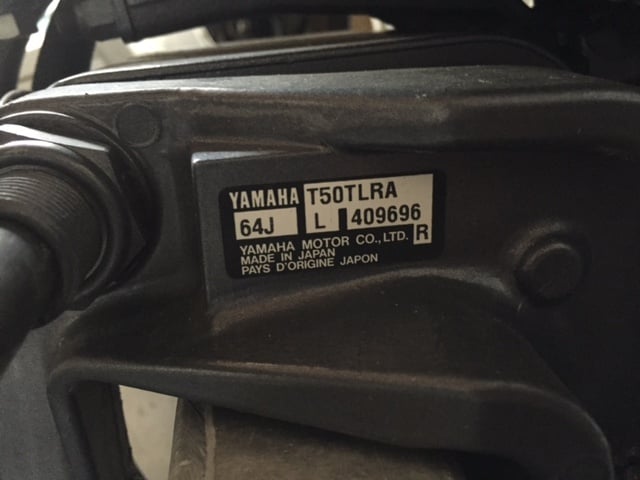 YAMAHA T50TLRA
64J L 409696
YAMAHA MOTOR CO., LTD. R
MADE IN JAPAN
PAYS D'ORIGINE JAPON